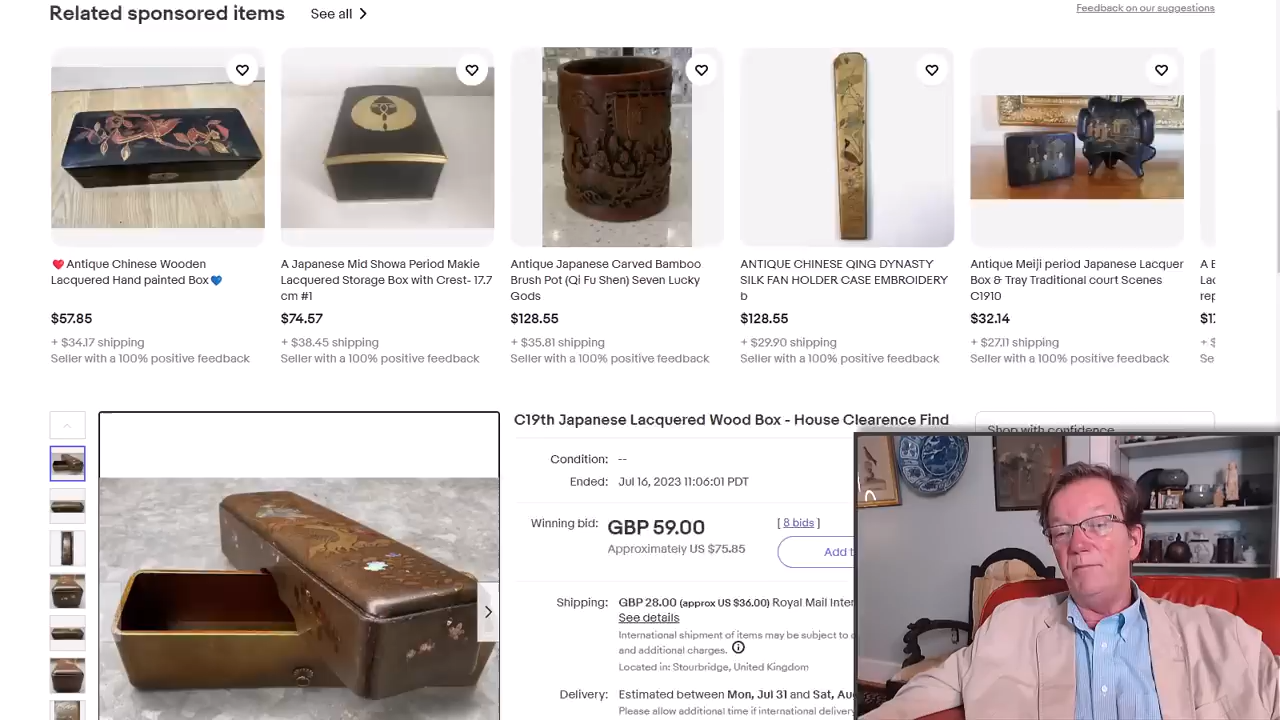 Related sponsored items
See all
Feedback on our suggestions
Antique Chinese Wooden
Lacquered Hand painted Box
$57.85
+ $34.17 shipping
Seller with a 100% positive feedback
A Japanese Mid Showa Period Makie
Lacquered Storage Box with Crest- 17.7
cm #1
$74.57
+ $38.45 shipping
Seller with a 100% positive feedback
Antique Japanese Carved Bamboo
Brush Pot (Qi Fu Shen) Seven Lucky
Gods
$128.55
+ $35.81 shipping
Seller with a 100% positive feedback
ANTIQUE CHINESE QING DYNASTY
SILK FAN HOLDER CASE EMBROIDERY
b
$128.55
+ $29.90 shipping
Seller with a 100% positive feedback
Antique Meiji period Japanese Lacquer
Box & Tray Traditional court Scenes
C1910
$32.14
+ $27.11 shipping
Seller with a 100% positive feedback
C19th Japanese Lacquered Wood Box - House Clearence Find
Shop with confidence
Condition: --
Ended: Jul 16, 2023 11:06:01 PDT
Winning bid: GBP 59.00 [ 8 bids ]
Approximately US $75.85
Add
Shipping: GBP 28.00 (approx US $36.00) Royal Mail
See details
International shipment of items may be subject to
and additional charges.
Located in: Stourbridge, United Kingdom
Delivery: Estimated between Mon, Jul 31 and Sat,
Please allow additional time if international